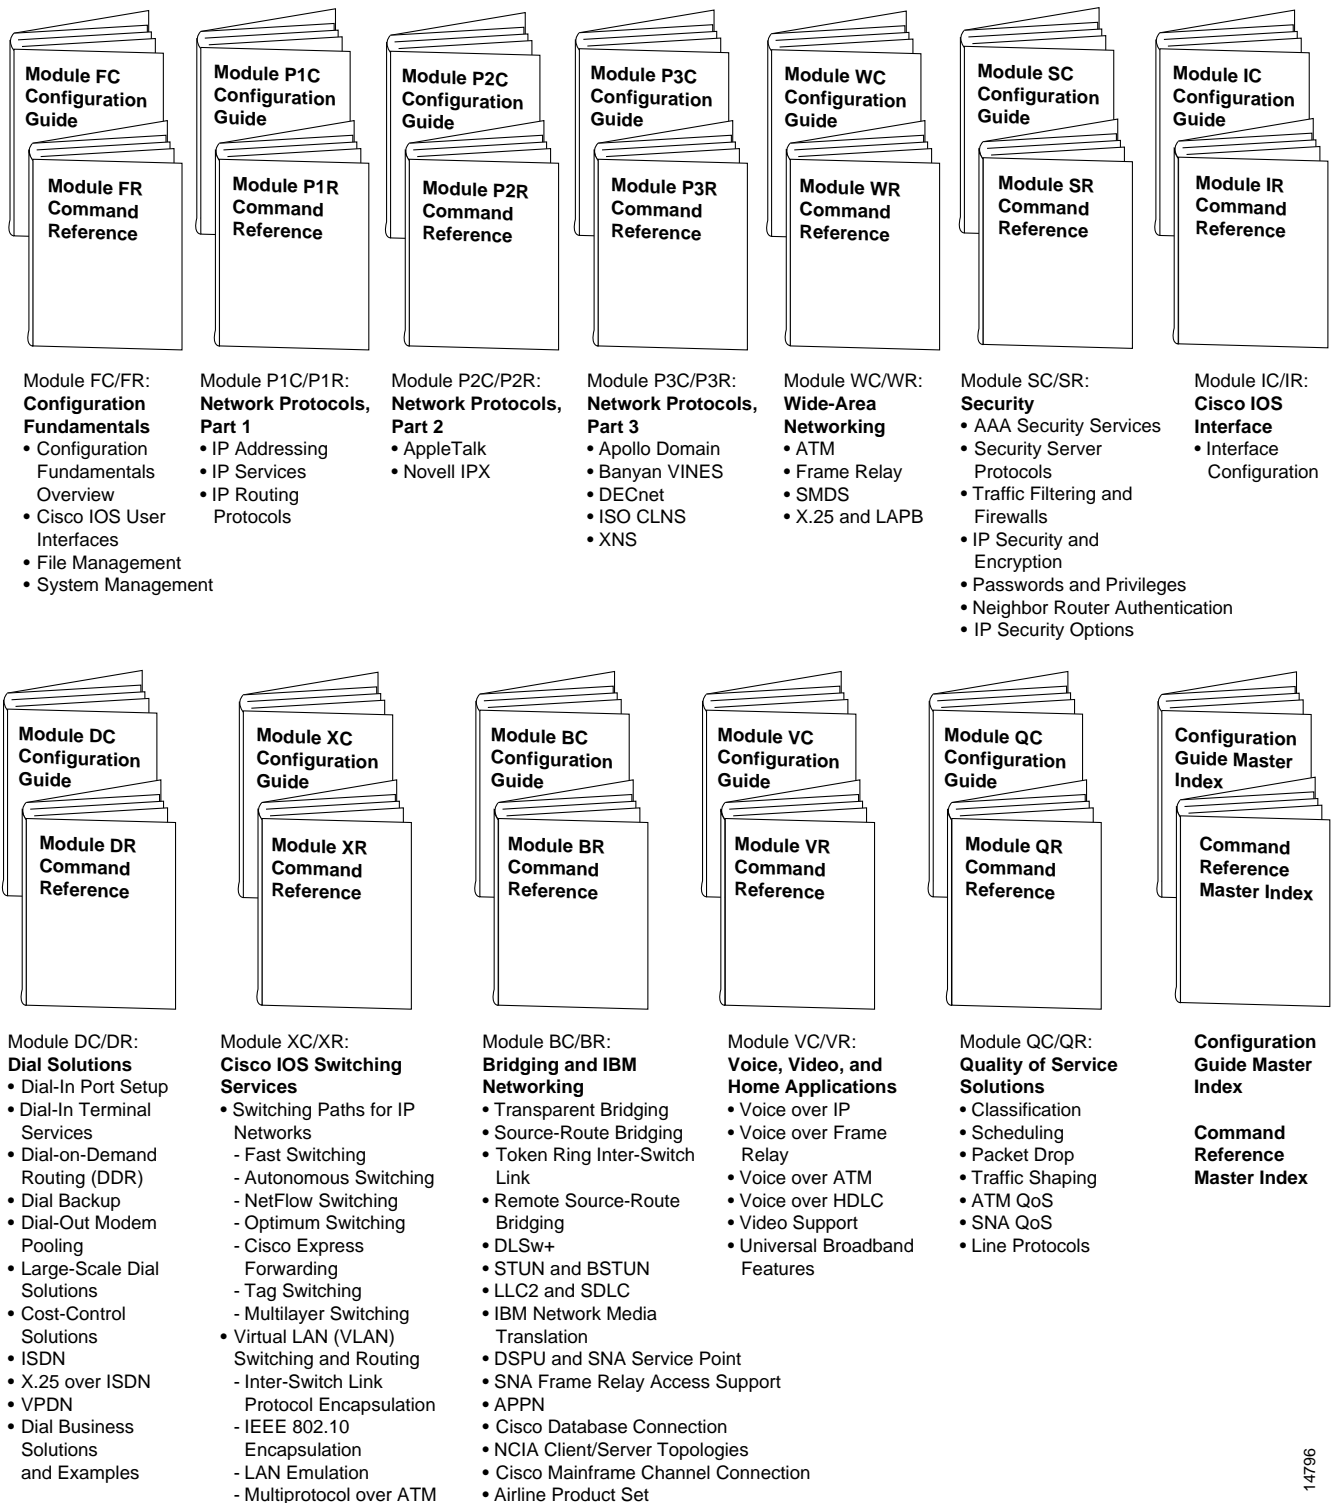 Module FC
Configuration
Guide
Module FR
Command
Reference
Module P1C
Configuration
Guide
Module P1R
Command
Reference
Module P2C
Configuration
Guide
Module P2R
Command
Reference
Module P3C
Configuration
Guide
Module P3R
Command
Reference
Module WC
Configuration
Guide
Module WR
Command
Reference
Module SC
Configuration
Guide
Module SR
Command
Reference
Module IC
Configuration
Guide
Module IR
Command
Reference
Module FC/FR:
Configuration
Fundamentals
• Configuration
Fundamentals
Overview
• Cisco IOS User
Interfaces
• File Management
• System Management
Module P1C/P1R:
Network Protocols,
Part 1
• IP Addressing
• IP Services
• IP Routing
Protocols
Module P2C/P2R:
Network Protocols,
Part 2
• AppleTalk
• Novell IPX
Module P3C/P3R:
Network Protocols,
Part 3
• Apollo Domain
• Banyan VINES
• DECnet
• ISO CLNS
• XNS
Module WC/WR:
Wide-Area
Networking
• ATM
• Frame Relay
• SMDS
• X.25 and LAPB
Module SC/SR:
Security
• AAA Security Services
• Security Server
Protocols
• Traffic Filtering and
Firewalls
• IP Security and
Encryption
• Passwords and Privileges
• Neighbor Router Authentication
• IP Security Options
Module IC/IR:
Cisco IOS
Interface
• Interface
Configuration
Module DC
Configuration
Guide
Module DR
Command
Reference
Module XC
Configuration
Guide
Module XR
Command
Reference
Module BC
Configuration
Guide
Module BR
Command
Reference
Module VC
Configuration
Guide
Module VR
Command
Reference
Module QC
Configuration
Guide
Module QR
Command
Reference
Configuration
Guide Master
Index
Command
Reference
Master Index
Module DC/DR:
Dial Solutions
• Dial-In Port Setup
• Dial-In Terminal
Services
• Dial-on-Demand
Routing (DDR)
• Dial Backup
• Dial-Out Modem
Pooling
• Large-Scale Dial
Solutions
• Cost-Control
Solutions
• ISDN
• X.25 over ISDN
• VPDN
• Dial Business
Solutions
and Examples
Module XC/XR:
Cisco IOS Switching
Services
• Switching Paths for IP
Networks
- Fast Switching
- Autonomous Switching
- NetFlow Switching
- Optimum Switching
- Cisco Express
Forwarding
- Tag Switching
- Multilayer Switching
• Virtual LAN (VLAN)
Switching and Routing
- Inter-Switch Link
Protocol Encapsulation
- IEEE 802.10
Encapsulation
- LAN Emulation
- Multiprotocol over ATM
Module BC/BR:
Bridging and IBM
Networking
• Transparent Bridging
• Source-Route Bridging
• Token Ring Inter-Switch
Link
• Remote Source-Route
Bridging
• DLSw+
• STUN and BSTUN
• LLC2 and SDLC
• IBM Network Media
Translation
• DSPU and SNA Service Point
• SNA Frame Relay Access Support
• APPN
• Cisco Database Connection
• NCIA Client/Server Topologies
• Cisco Mainframe Channel Connection
• Airline Product Set
Module VC/VR:
Voice, Video, and
Home Applications
• Voice over IP
• Voice over Frame
Relay
• Voice over ATM
• Voice over HDLC
• Video Support
• Universal Broadband
Features
Module QC/QR:
Quality of Service
Solutions
• Classification
• Scheduling
• Packet Drop
• Traffic Shaping
• ATM QoS
• SNA QoS
• Line Protocols
Configuration
Guide Master
Index
Command
Reference
Master Index
14796